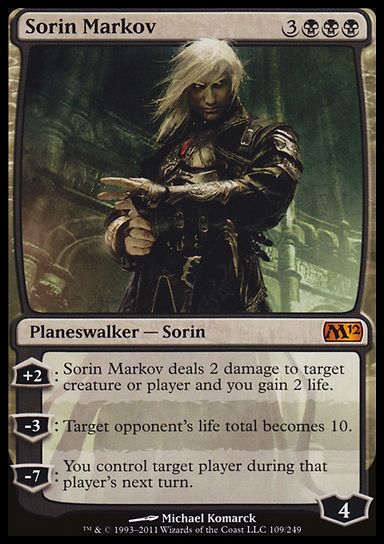 Sorin Markov 3
Planeswalker — Sorin M12
+2 : Sorin Markov deals 2 damage to target
creature or player and you gain 2 life.
-3 : Target opponent's life total becomes 10.
-7 : You control target player during that
player's next turn.
Michael Komarck 4
™ & © 1993–2011 Wizards of the Coast LLC 109/249